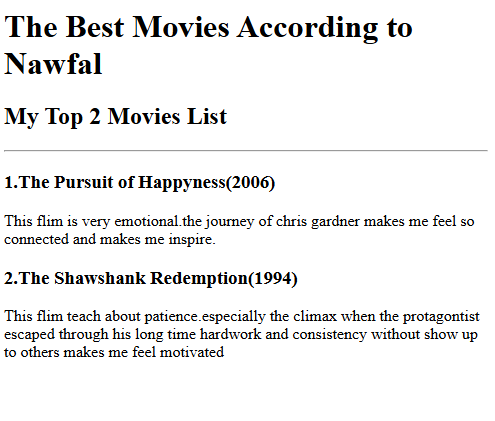 The Best Movies According to
Nawfal
My Top 2 Movies List
1.The Pursuit of Happyness(2006)
This flim is very emotional.the journey of chris gardner makes me feel so
connected and makes me inspire.
2.The Shawshank Redemption(1994)
This flim teach about patience.especially the climax when the protagontist
escaped through his long time hardwork and consistency without show up
to others makes me feel motivated